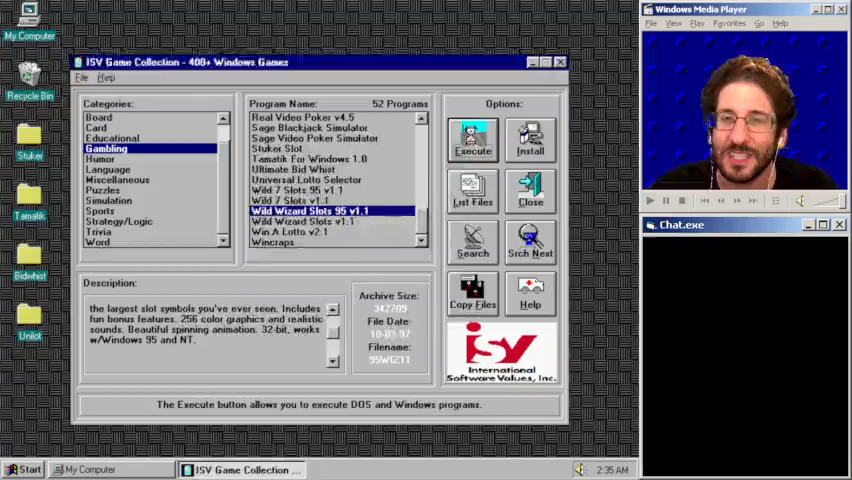 My Computer
Recycle Bin
Stuker
Tamatik
Bidwhist
Unilot
ISV Game Collection - 400+ Windows Games
File Help
Categories:
Board
Card
Educational
Gambling
Humor
Language
Miscellaneous
Puzzles
Simulation
Sports
Strategy/Logic
Trivia
Word
Program Name: 52 Programs
Real Video Poker v4.5
Sage Blackjack Simulator
Sage Video Poker Simulator
Stuker Slot
Tamatik For Windows 1.0
Ultimate Bid Whist
Universal Lotto Selector
Wild 7 Slots 95 v1.1
Wild 7 Slots v1.1
Wild Wizard Slots 95 v1.1
Wild Wizard Slots v1.1
Win A Lotto v2.1
Wincraps
Options:
Execute
Install
List Files
Close
Search
Srch Next
Copy Files
Help
Description:
the largest slot symbols you've ever seen. Includes
fun bonus features. 256 color graphics and realistic
sounds. Beautiful spinning animation. 32-bit, works
w/Windows 95 and NT.
Archive Size:
342789
File Date:
10-03-97
Filename:
95WIZ11
isv
International
Software Values, Inc.
The Execute button allows you to execute DOS and Windows programs.
Start
My Computer
ISV Game Collection ...
2:35 AM
Windows Media Player
File View Play Favorites Go Help
Chat.exe